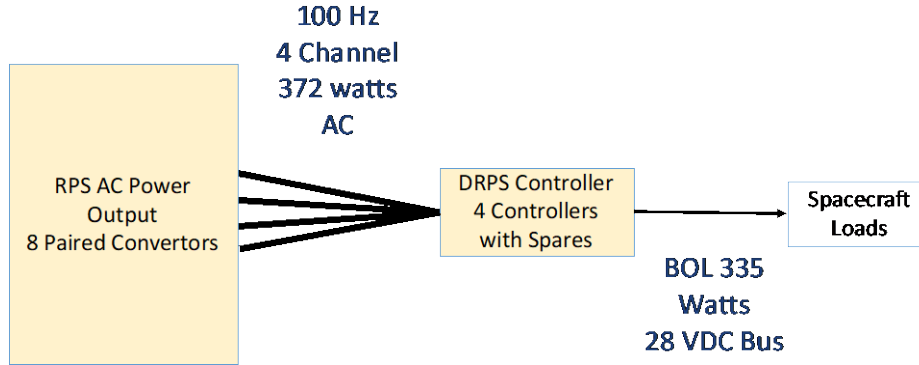 100 Hz
4 Channel
372 watts
AC
RPS AC Power
Output
8 Paired Convertors
DRPS Controller
4 Controllers
with Spares
Spacecraft
Loads
BOL 335
Watts
28 VDC Bus